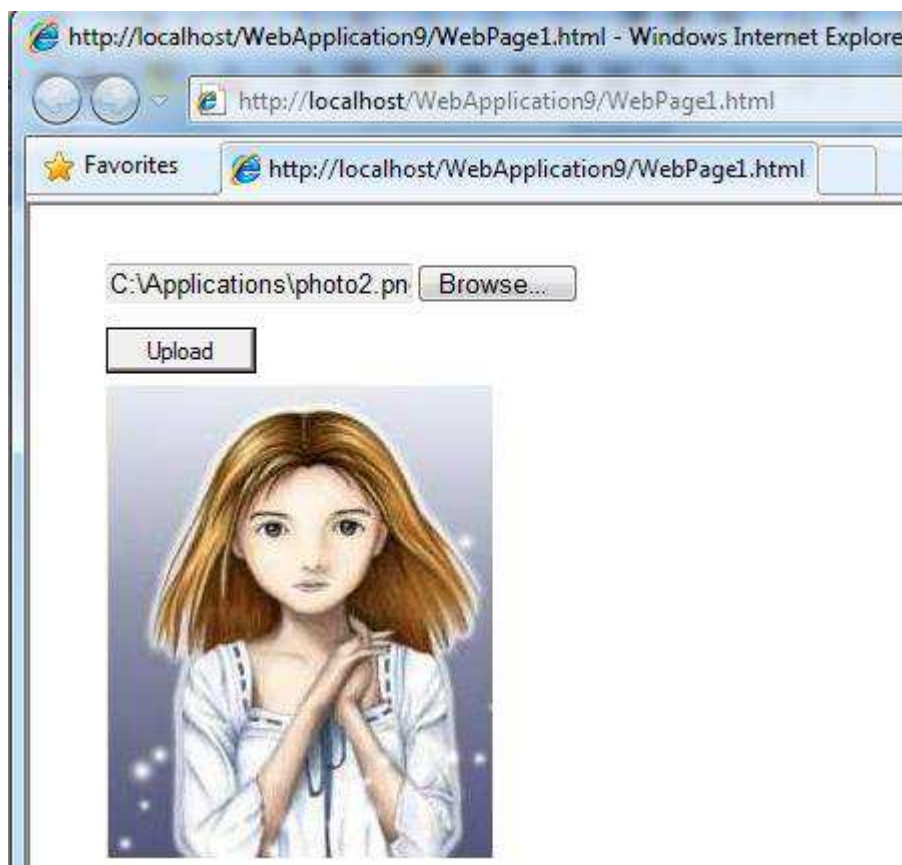 http://localhost/WebApplication9/WebPage1.html - Windows Internet Explore
http://localhost/WebApplication9/WebPage1.html
Favorites http://localhost/WebApplication9/WebPage1.html
C:\Applications\photo2.pn Browse...
Upload